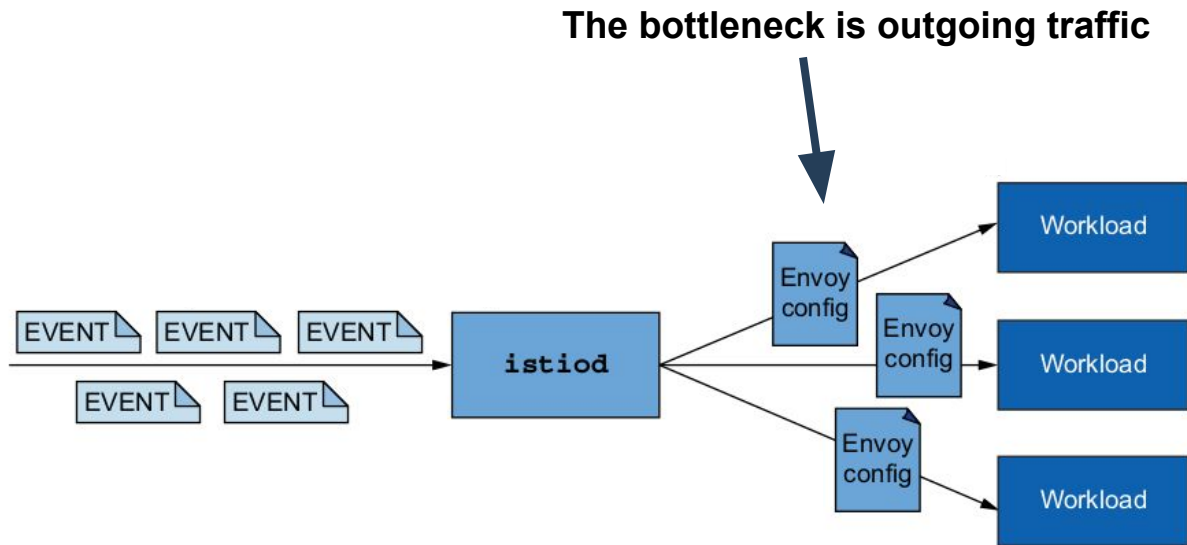 The bottleneck is outgoing traffic
Workload
Envoy
config
EVENT EVENT EVENT
istiod
Envoy
config
Workload
EVENT EVENT
Envoy
config
Workload